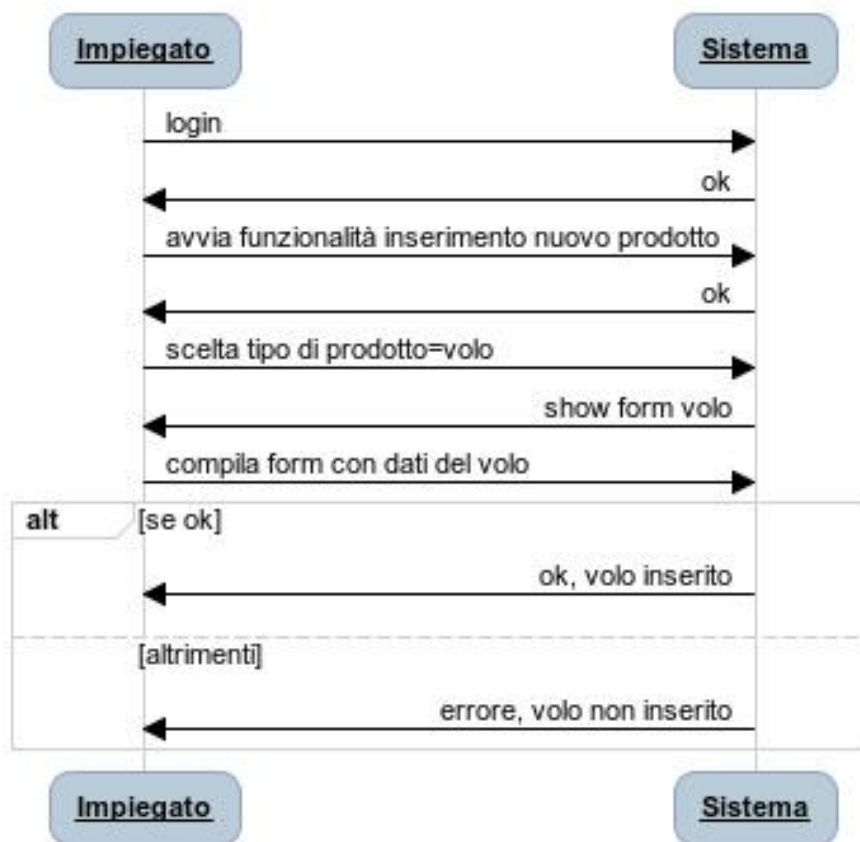 Impiegato Sistema
login
ok
avvia funzionalità inserimento nuovo prodotto
ok
scelta tipo di prodotto=volo
show form volo
compila form con dati del volo
alt [se ok]
ok, volo inserito
[altrimenti]
errore, volo non inserito
Impiegato Sistema